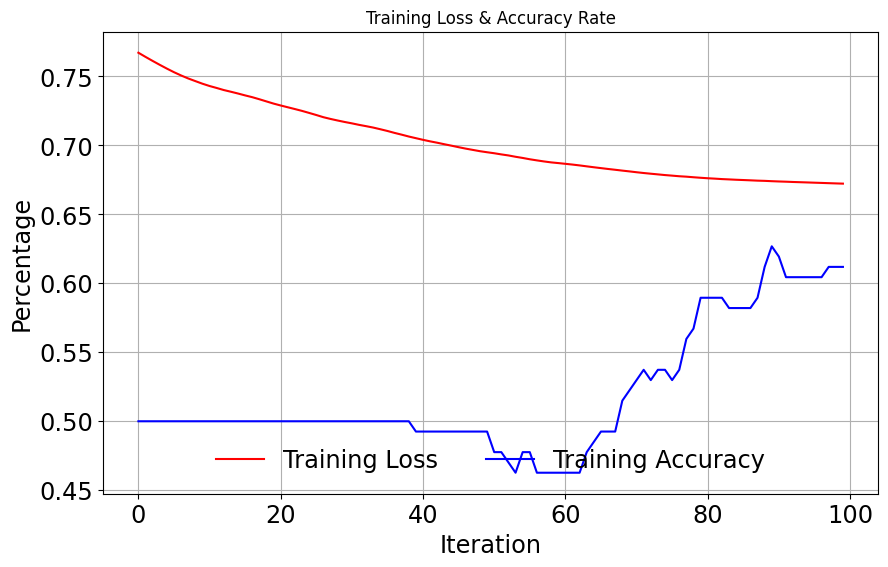 Training Loss & Accuracy Rate
0.75
0.70
0.65
0.60
0.55
0.50
0.45
Percentage
Training Loss Training Accuracy
0 20 40 60 80 100
Iteration